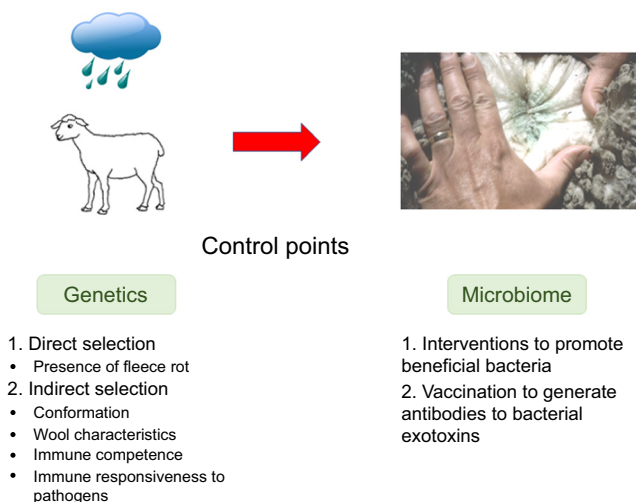 Control points
Genetics
1. Direct selection
• Presence of fleece rot
2. Indirect selection
• Conformation
• Wool characteristics
• Immune competence
• Immune responsiveness to
pathogens
Microbiome
1. Interventions to promote
beneficial bacteria
2. Vaccination to generate
antibodies to bacterial
exotoxins